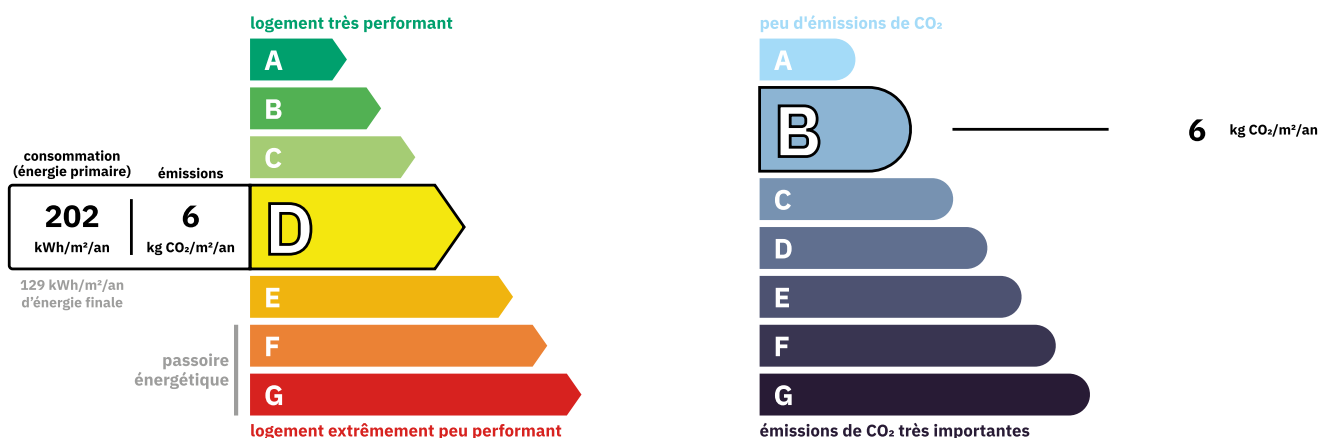 logement très performant
A
B
C
consommation
(énergie primaire)
émissions
202
kWh/m²/an
6
kg CO₂/m²/an
D
129 kWh/m²/an
d'énergie finale
E
passoire
énergétique
F
G
logement extrêmement peu performant
peu d'émissions de CO₂
A
B
6 kg CO₂/m²/an
C
D
E
F
G
émissions de CO₂ très importantes